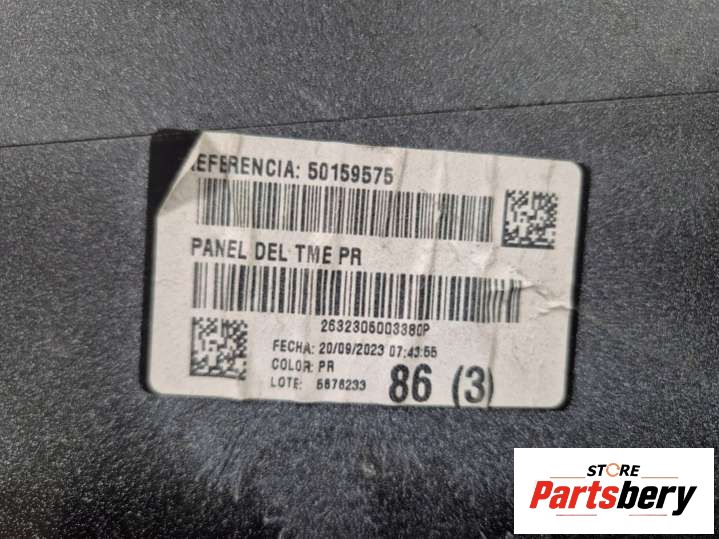 EFERENCIA: 50159575
PANEL DEL TME PR
2632305003380P
FECHA: 20/09/2023 07:43:55
COLOR: PR
LOTE: 5878233
86 (3)
STORE
Partsbery